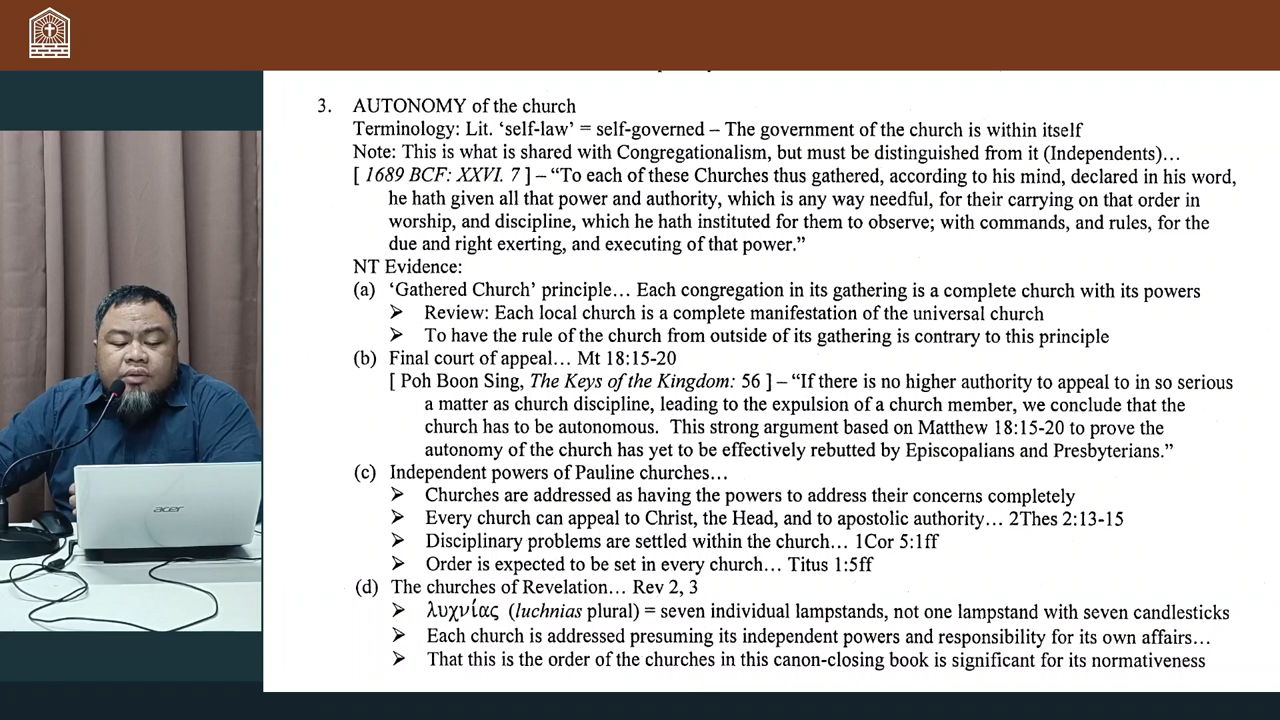 3. AUTONOMY of the church
Terminology: Lit. ‘self-law’ = self-governed – The government of the church is within itself
Note: This is what is shared with Congregationalism, but must be distinguished from it (Independents)…
[ 1689 BCF: XXVI. 7 ] – “To each of these Churches thus gathered, according to his mind, declared in his word,
he hath given all that power and authority, which is any way needful, for their carrying on that order in
worship, and discipline, which he hath instituted for them to observe; with commands, and rules, for the
due and right exerting, and executing of that power.”
NT Evidence:
(a) ‘Gathered Church’ principle… Each congregation in its gathering is a complete church with its powers
➢ Review: Each local church is a complete manifestation of the universal church
➢ To have the rule of the church from outside of its gathering is contrary to this principle
(b) Final court of appeal… Mt 18:15-20
[ Poh Boon Sing, The Keys of the Kingdom: 56 ] – “If there is no higher authority to appeal to in so serious
a matter as church discipline, leading to the expulsion of a church member, we conclude that the
church has to be autonomous. This strong argument based on Matthew 18:15-20 to prove the
autonomy of the church has yet to be effectively rebutted by Episcopalians and Presbyterians.”
(c) Independent powers of Pauline churches…
➢ Churches are addressed as having the powers to address their concerns completely
➢ Every church can appeal to Christ, the Head, and to apostolic authority… 2Thes 2:13-15
➢ Disciplinary problems are settled within the church… 1Cor 5:1ff
➢ Order is expected to be set in every church… Titus 1:5ff
(d) The churches of Revelation… Rev 2, 3
➢ λυχνίας (luchnias plural) = seven individual lampstands, not one lampstand with seven candlesticks
➢ Each church is addressed presuming its independent powers and responsibility for its own affairs…
➢ That this is the order of the churches in this canon-closing book is significant for its normativeness
acer